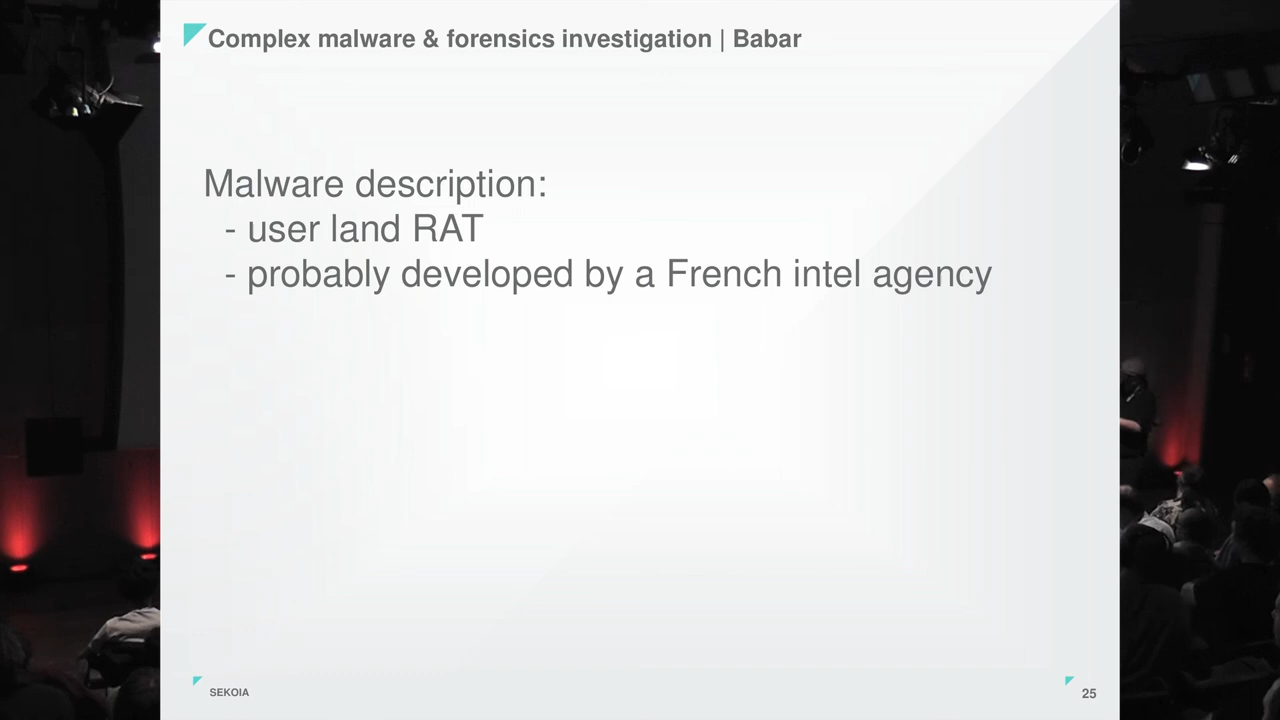 Complex malware & forensics investigation | Babar
Malware description:
- user land RAT
- probably developed by a French intel agency
SEKOIA
25